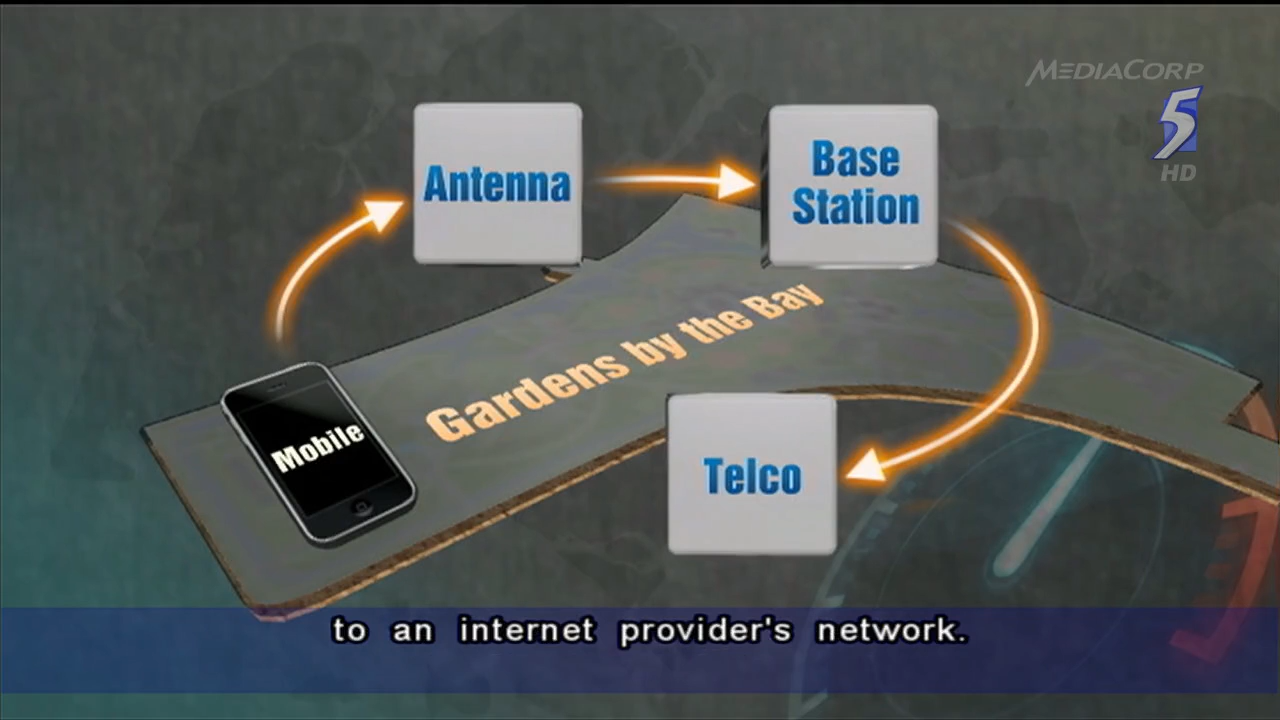 MEDIACORP
5
HD
Antenna
Base
Station
Gardens by the Bay
Mobile
Telco
to an internet provider's network.